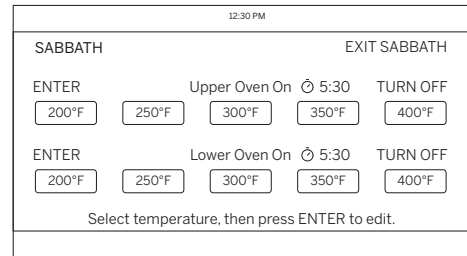 12:30 PM
SABBATH EXIT SABBATH
ENTER Upper Oven On 5:30 TURN OFF
200°F 250°F 300°F 350°F 400°F
ENTER Lower Oven On 5:30 TURN OFF
200°F 250°F 300°F 350°F 400°F
Select temperature, then press ENTER to edit.